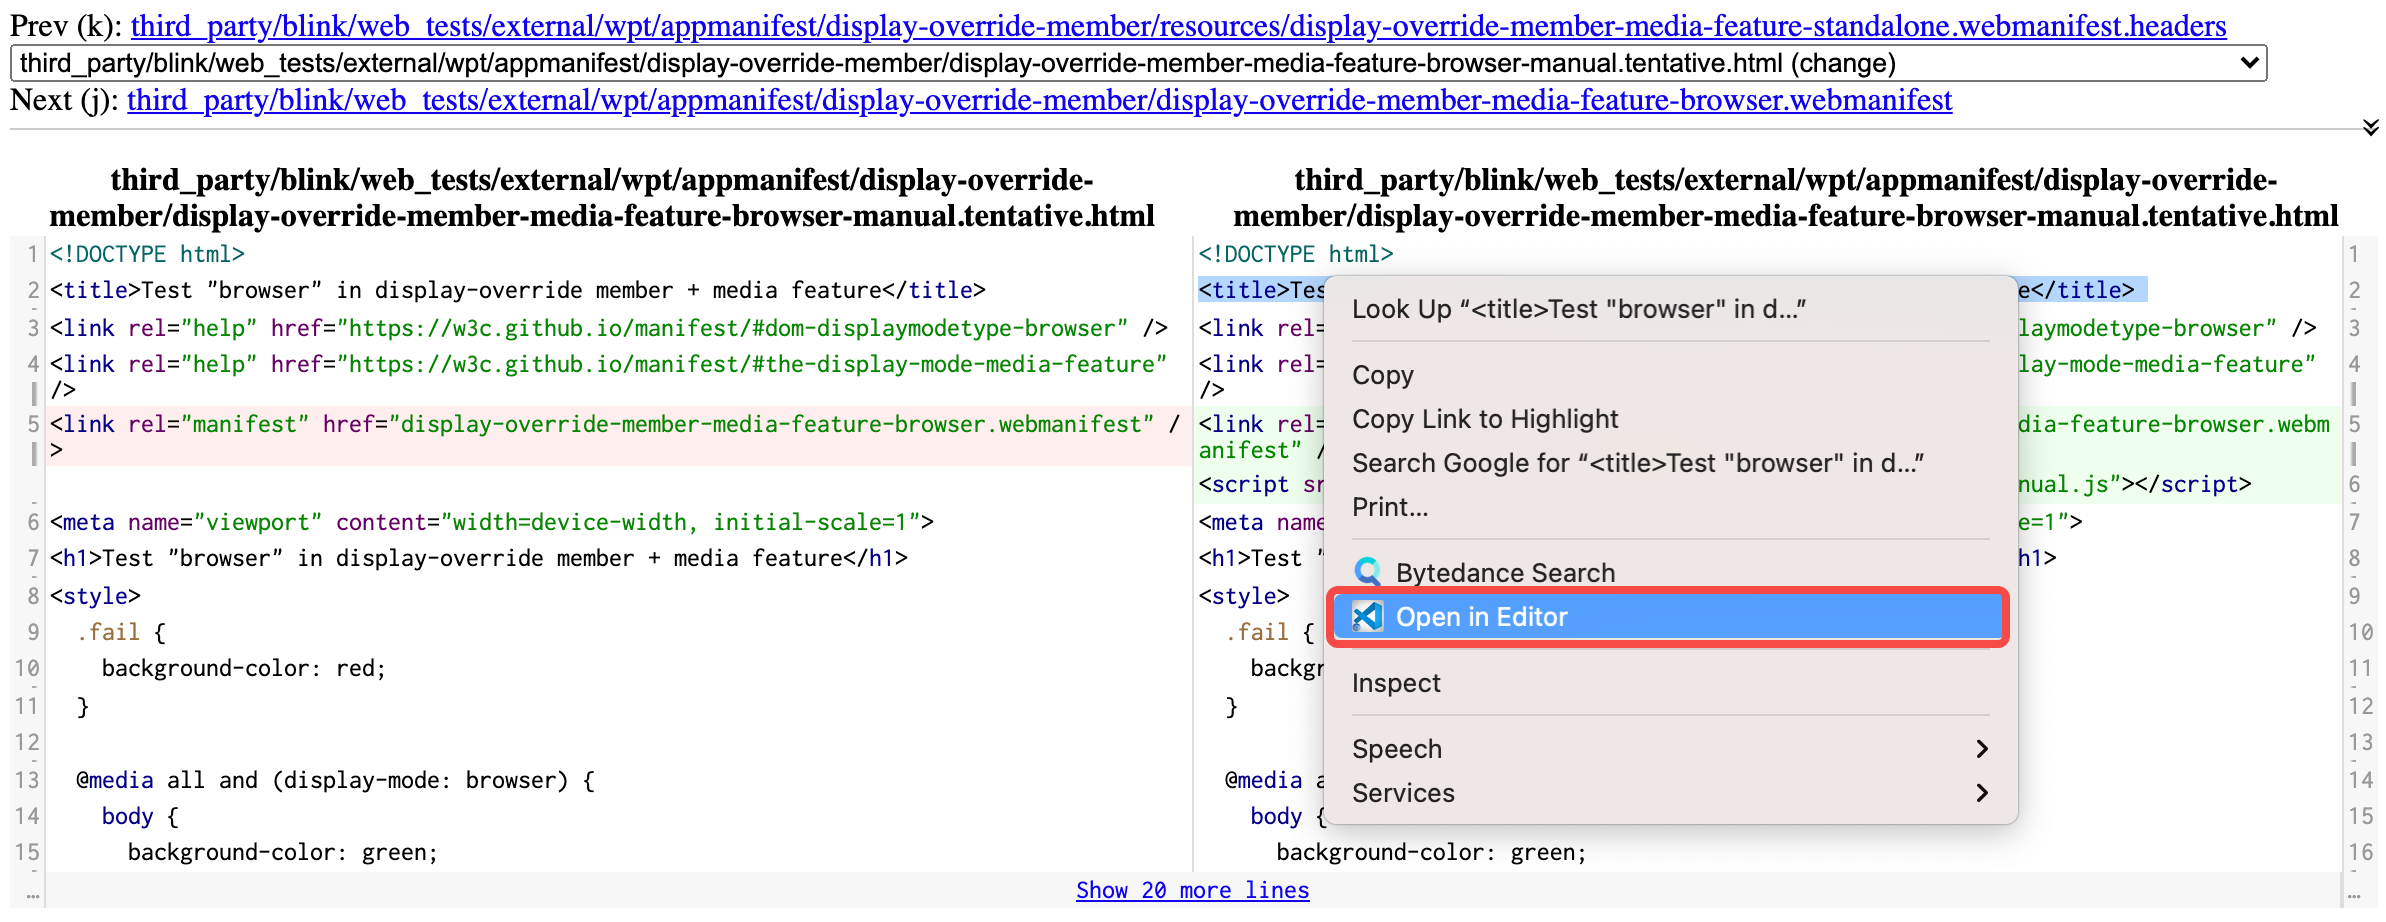 Prev (k): third_party/blink/web_tests/external/wpt/appmanifest/display-override-member/resources/display-override-member-media-feature-standalone.webmanifest.headers
third_party/blink/web_tests/external/wpt/appmanifest/display-override-member/display-override-member-media-feature-browser-manual.tentative.html (change)
Next (j): third_party/blink/web_tests/external/wpt/appmanifest/display-override-member/display-override-member-media-feature-browser.webmanifest
third_party/blink/web_tests/external/wpt/appmanifest/display-override-
member/display-override-member-media-feature-browser-manual.tentative.html
1 <!DOCTYPE html>
2 <title>Test "browser" in display-override member + media feature</title>
3 <link rel="help" href="https://w3c.github.io/manifest/#dom-displaymodetype-browser" />
4 <link rel="help" href="https://w3c.github.io/manifest/#the-display-mode-media-feature"
/>
5 <link rel="manifest" href="display-override-member-media-feature-browser.webmanifest" /
>
6 <meta name="viewport" content="width=device-width, initial-scale=1">
7 <h1>Test "browser" in display-override member + media feature</h1>
8 <style>
9 .fail {
10 background-color: red;
11 }
12
13 @media all and (display-mode: browser) {
14 body {
15 background-color: green;
...
third_party/blink/web_tests/external/wpt/appmanifest/display-override-
member/display-override-member-media-feature-browser-manual.tentative.html
<!DOCTYPE html> 1
<title>Tes e</title> 2
<link rel= laymodetype-browser" /> 3
<link rel= lay-mode-media-feature" 4
/>
<link rel= dia-feature-browser.webm 5
anifest" /
<script sr nual.js"></script> 6
<meta name e=1"> 7
<h1>Test " h1> 8
<style> 9
.fail { 10
backgr 11
} 12
13
@media a 14
body { 15
background-color: green; 16
...
Look Up “<title>Test "browser" in d...”
Copy
Copy Link to Highlight
Search Google for “<title>Test "browser" in d...”
Print...
Bytedance Search
Open in Editor
Inspect
Speech
Services
Show 20 more lines